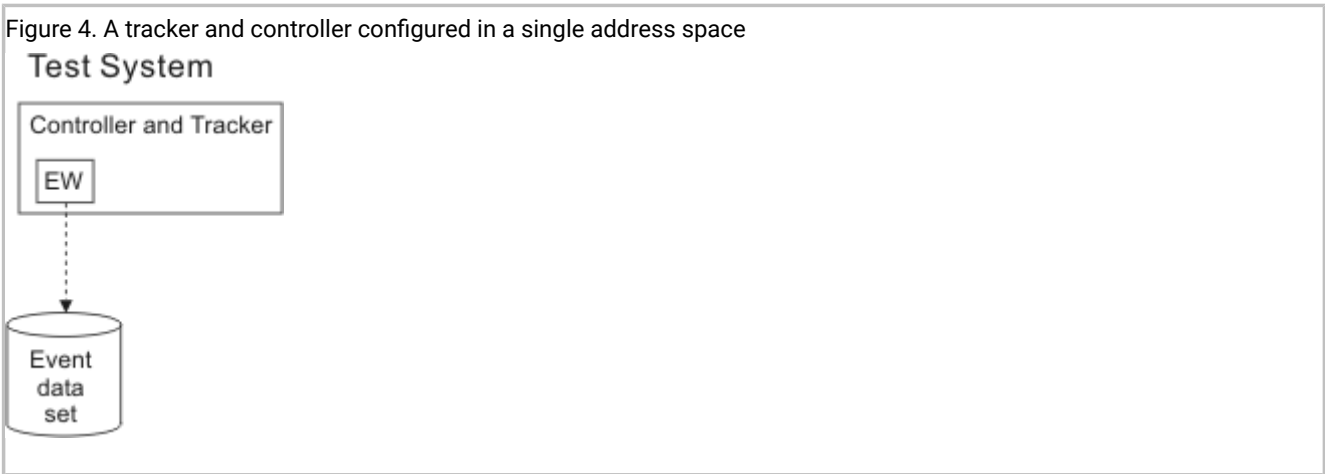 Figure 4. A tracker and controller configured in a single address space
Test System
Controller and Tracker
EW
Event
data
set